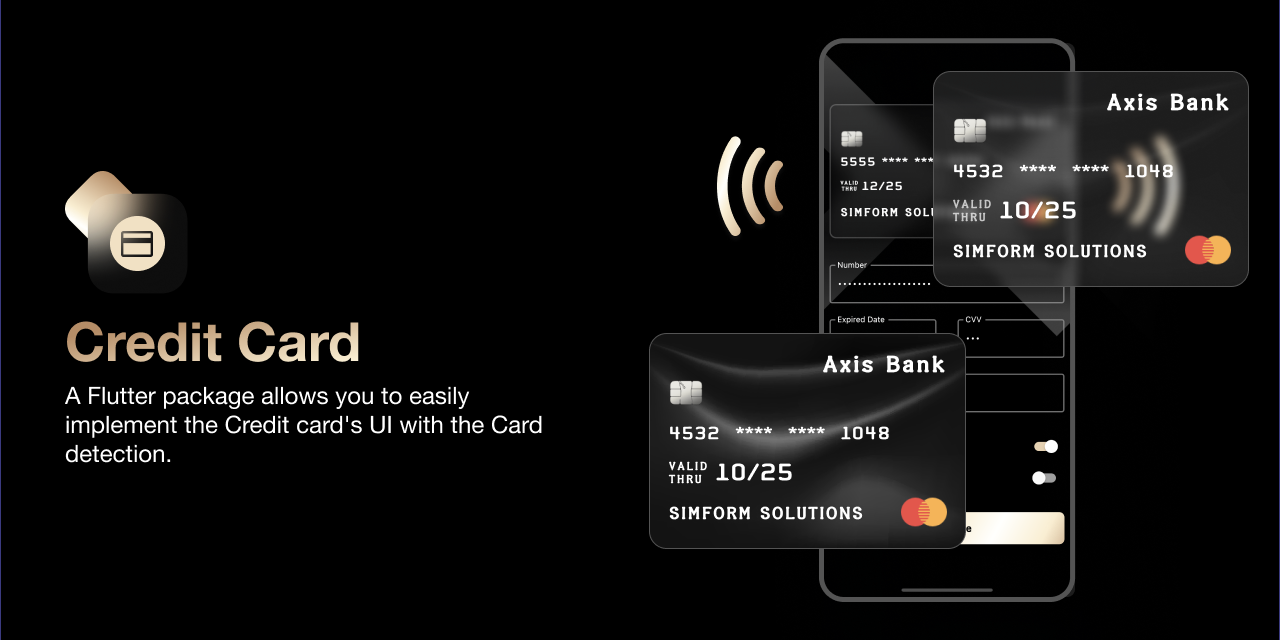 Credit Card
A Flutter package allows you to easily
implement the Credit card's UI with the Card
detection.
5555 **** ***
VALID
THRU 12/25
SIMFORM SOLU
Axis Bank
4532 **** **** 1048
VALID
THRU 10/25
SIMFORM SOLUTIONS
Number
Expired Date
CVV
Axis Bank
4532 **** **** 1048
VALID
THRU 10/25
SIMFORM SOLUTIONS